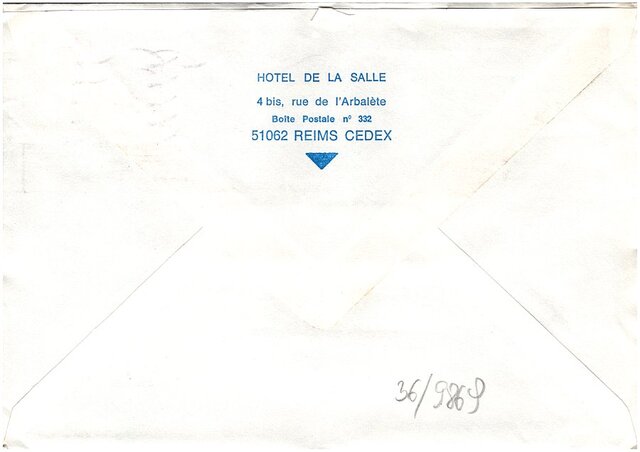 HOTEL DE LA SALLE
4 bis, rue de l'Arbalète
Boîte Postale n° 332
51062 REIMS CEDEX
36/9869